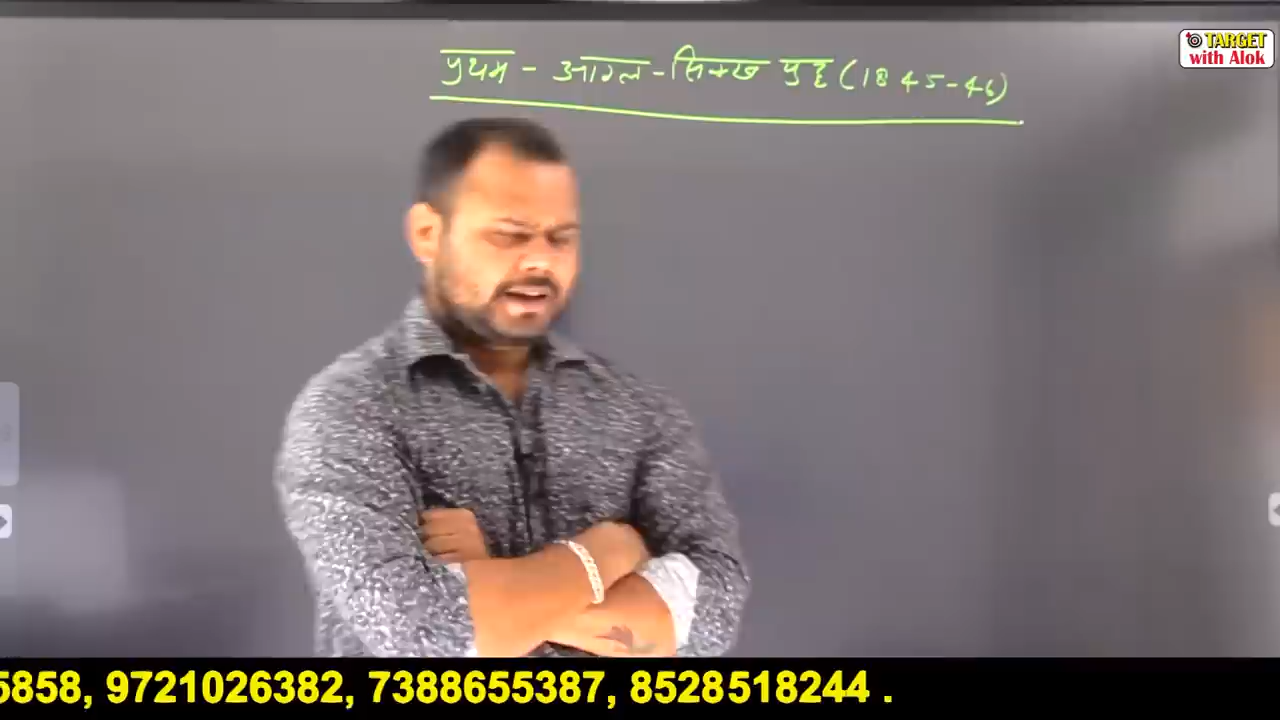 प्रथम - आंग्ल - सिक्ख युद्ध (1845-46)
TARGET
with Alok
5858, 9721026382, 7388655387, 8528518244 .